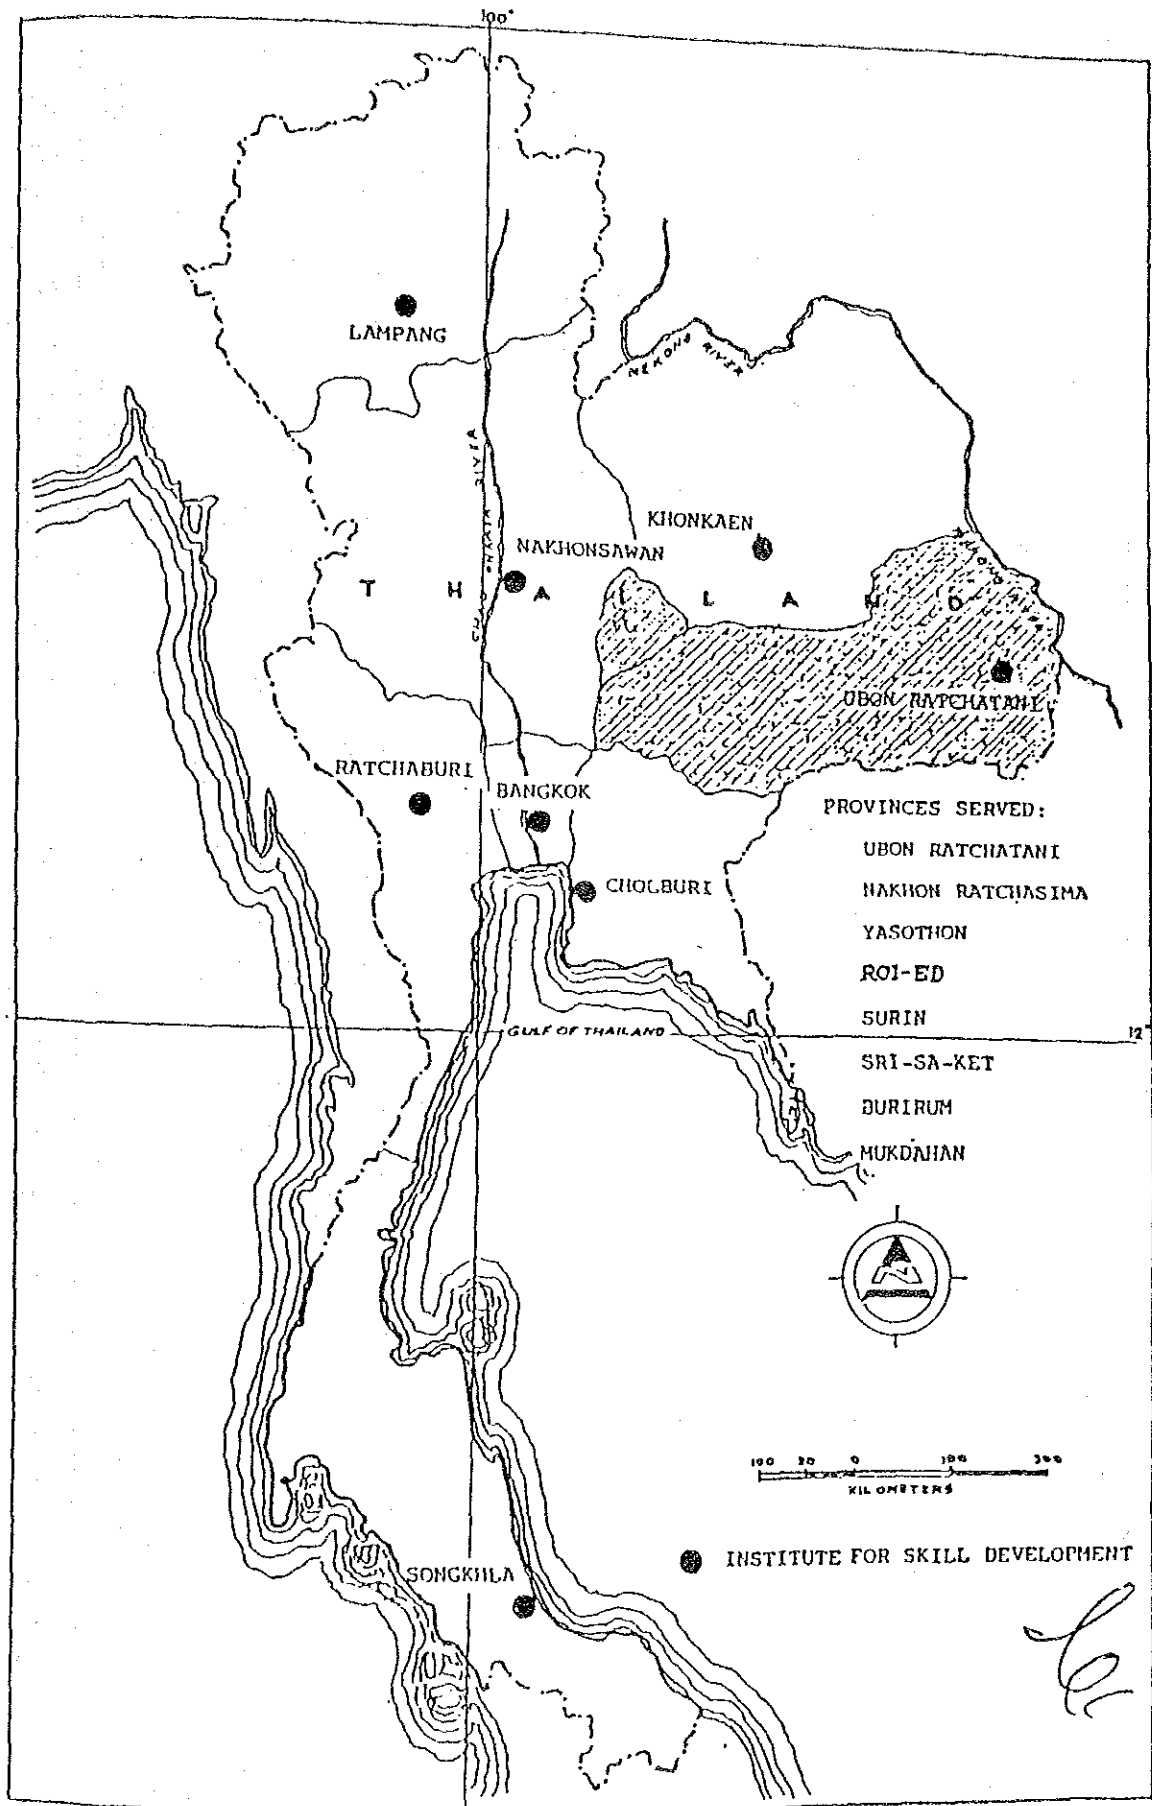 100°
LAMPANG
MEKONG RIVER
KHONKAEN
NAKHONSAWAN
T H A I L A N D
UBON RATCHATANI
RATCHABURI
BANGKOK
PROVINCES SERVED:
UBON RATCHATANI
NAKHON RATCHASIMA
CHOLBURI
YASOTHON
ROI-ED
SURIN
GULF OF THAILAND
12°
SRI-SA-KET
BURIRUM
MUKDAHAN
N
0
KILOMETERS
INSTITUTE FOR SKILL DEVELOPMENT
SONGKHLA